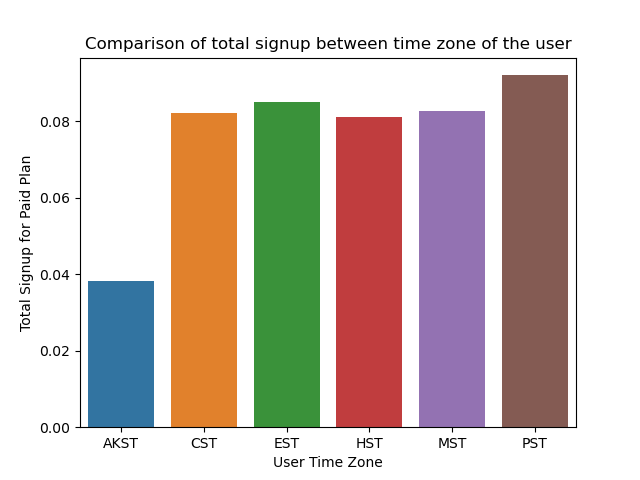 Comparison of total signup between time zone of the user
Total Signup for Paid Plan
0.08
0.06
0.04
0.02
0.00
AKST CST EST HST MST PST
User Time Zone